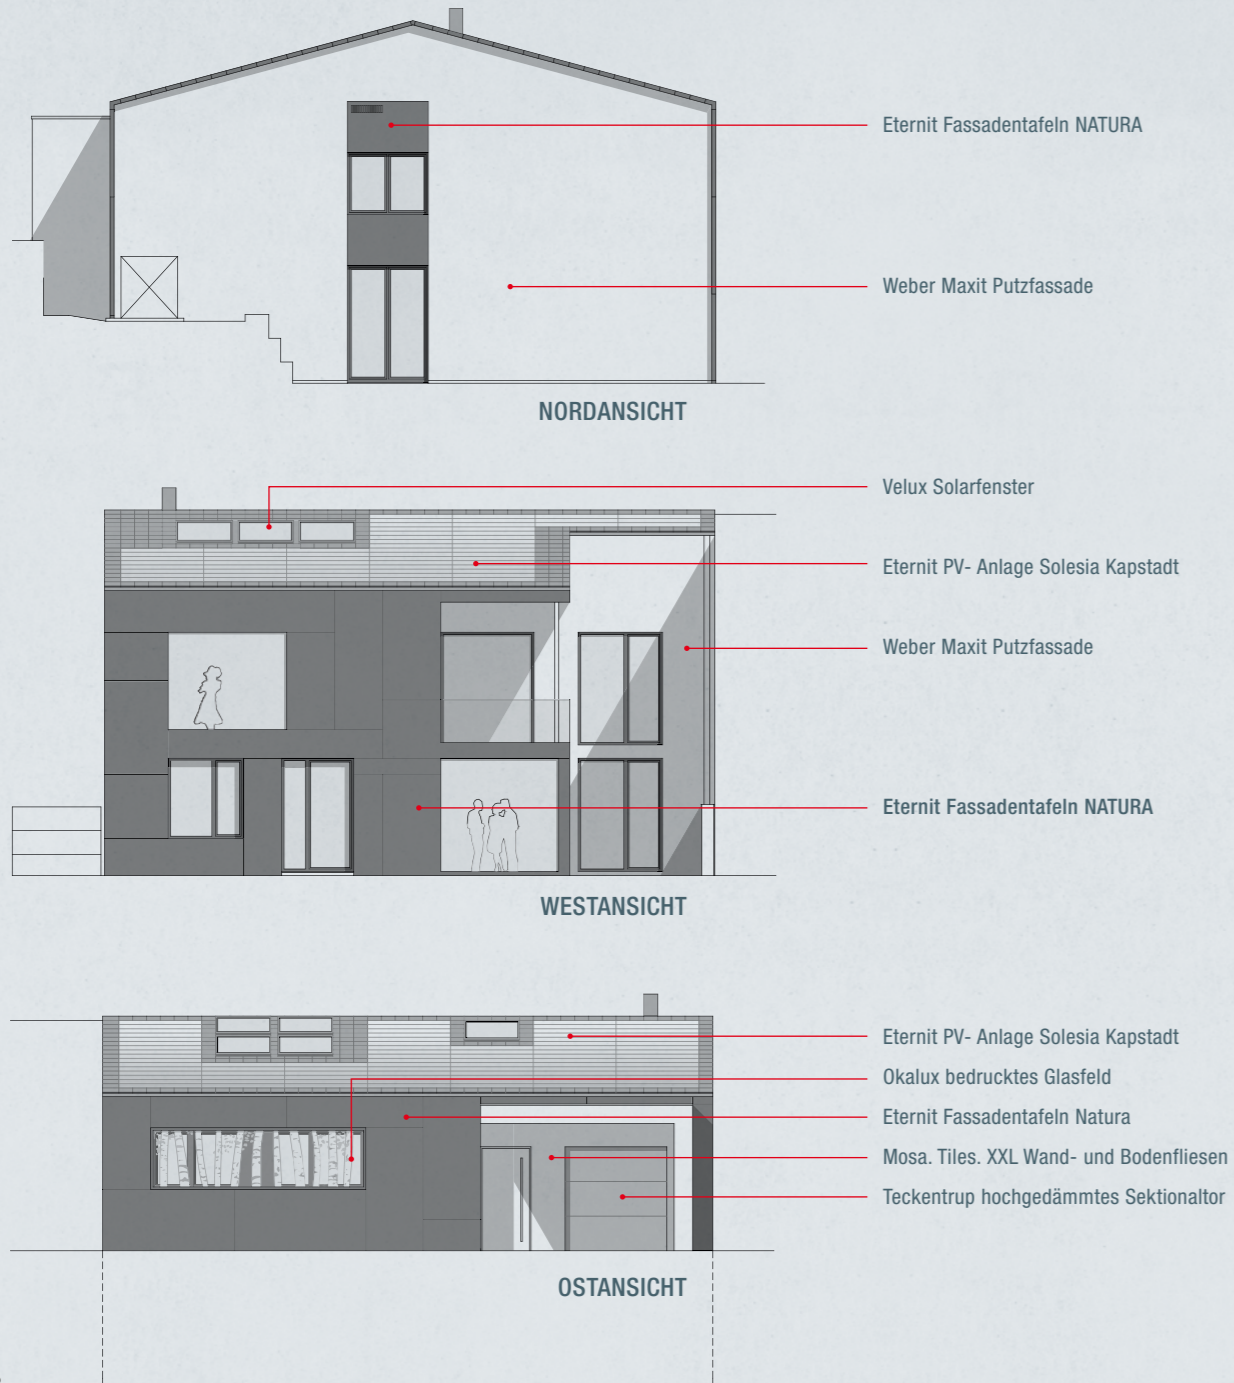 Eternit Fassadentafeln NATURA
Weber Maxit Putzfassade
NORDANSICHT
Velux Solarfenster
Eternit PV- Anlage Solesia Kapstadt
Weber Maxit Putzfassade
Eternit Fassadentafeln NATURA
WESTANSICHT
Eternit PV- Anlage Solesia Kapstadt
Okalux bedrucktes Glasfeld
Eternit Fassadentafeln Natura
Mosa. Tiles. XXL Wand- und Bodenfliesen
Teckentrup hochgedämmtes Sektionaltor
OSTANSICHT